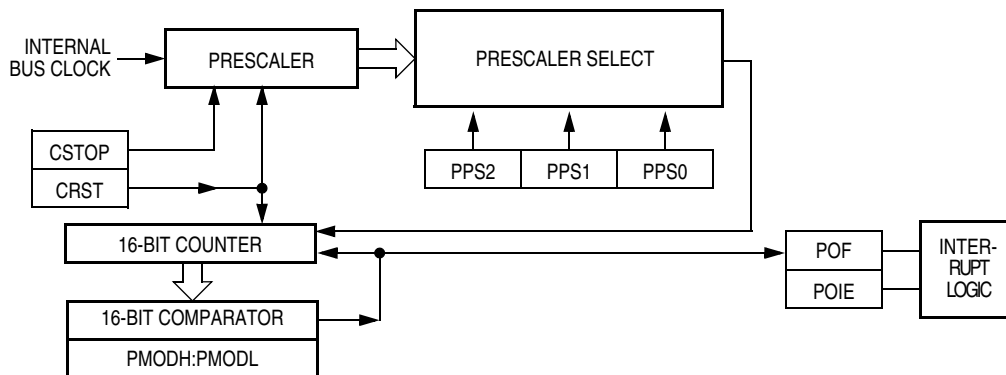 INTERNAL
BUS CLOCK
PRESCALER
PRESCALER SELECT
CSTOP
CRST
PPS2
PPS1
PPS0
16-BIT COUNTER
POF
POIE
INTER-
RUPT
LOGIC
16-BIT COMPARATOR
PMODH:PMODL